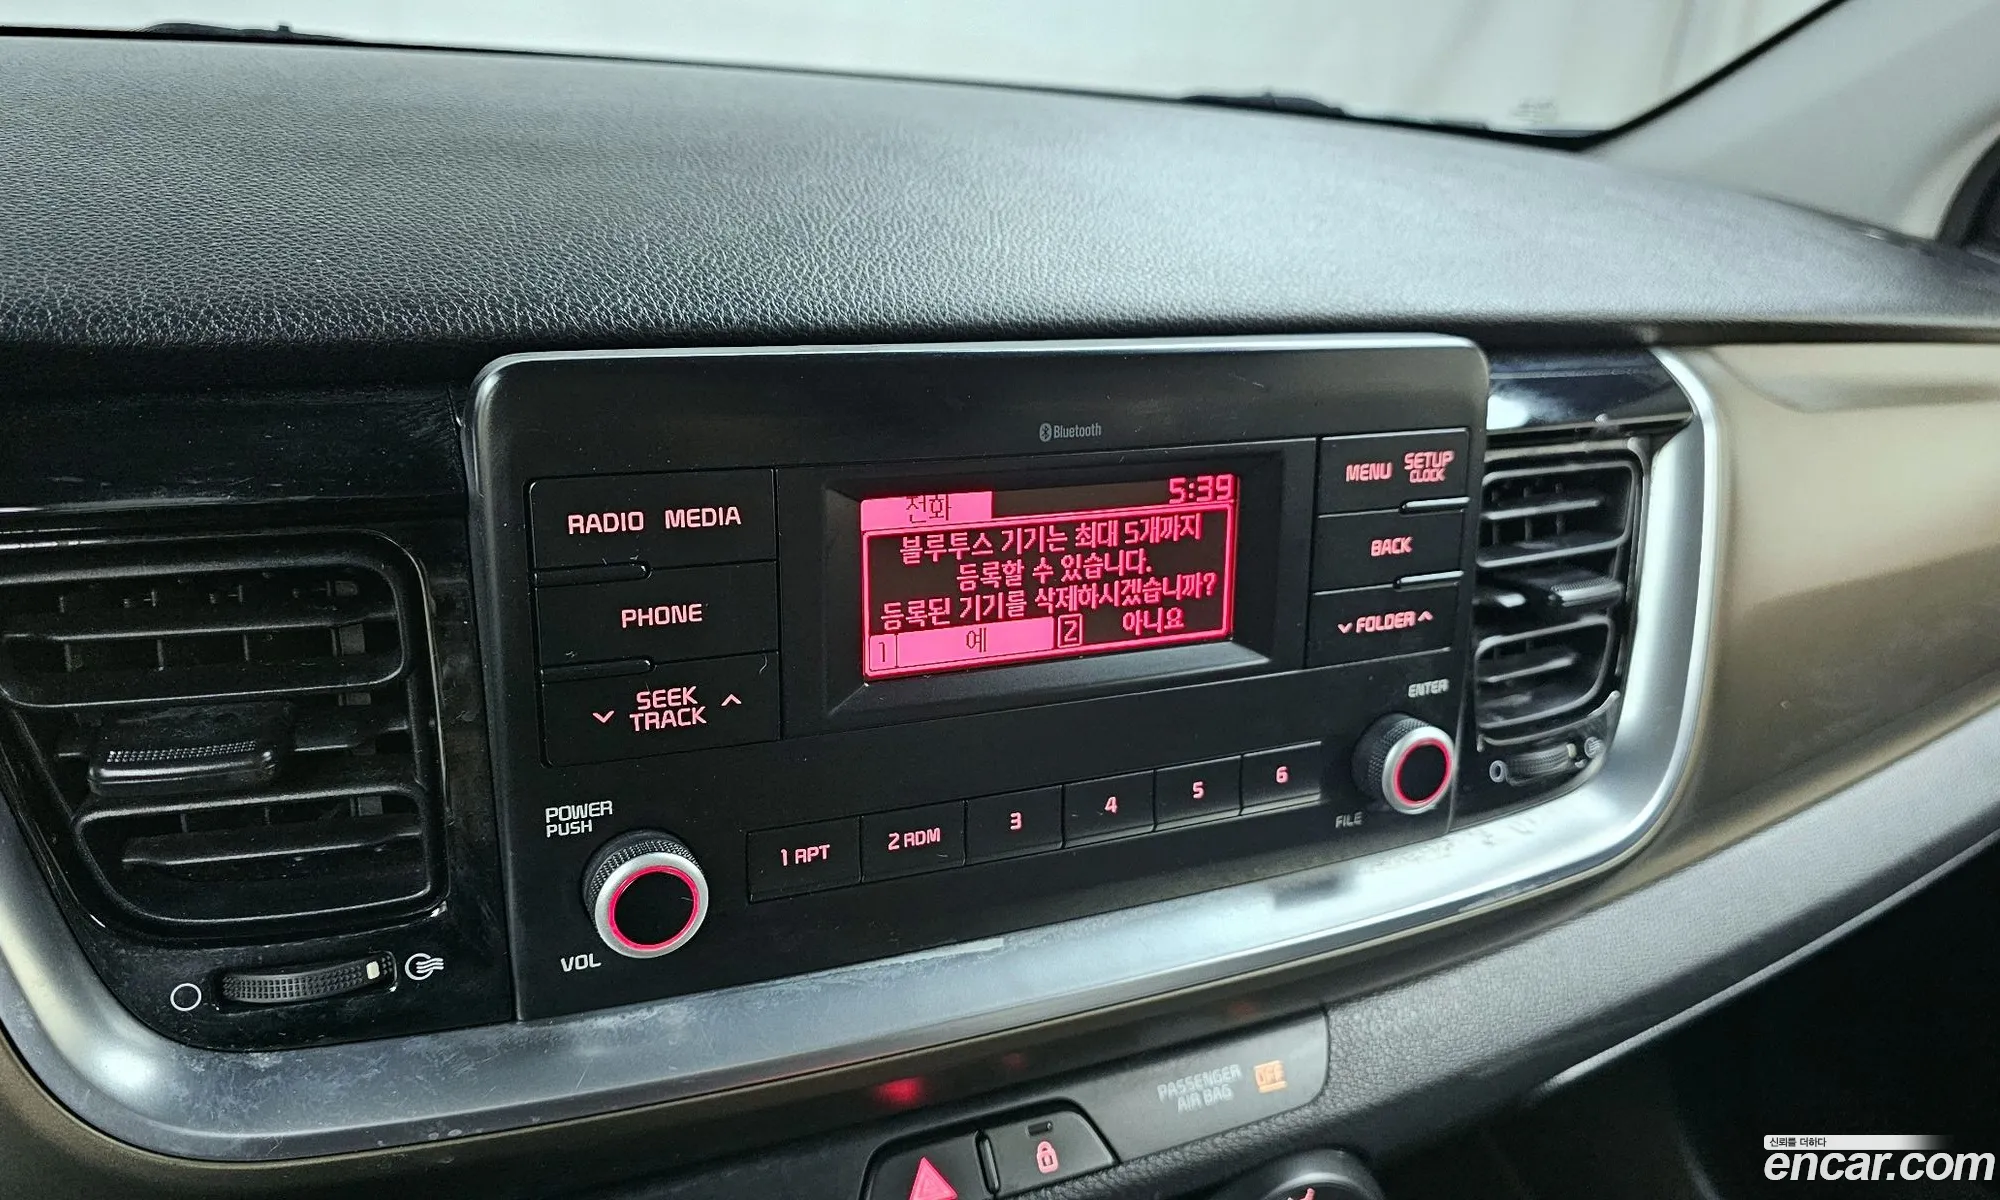 Bluetooth
RADIO MEDIA
PHONE
SEEK
TRACK
전화 5:39
블루투스 기기는 최대 5개까지
등록할 수 있습니다.
등록된 기기를 삭제하시겠습니까?
1 예 2 아니요
MENU SETUP
CLOCK
BACK
FOLDER
ENTER
FILE
POWER
PUSH
VOL
1 RPT 2 RDM 3 4 5 6
PASSENGER
AIR BAG OFF
신뢰를 더하다
encar.com